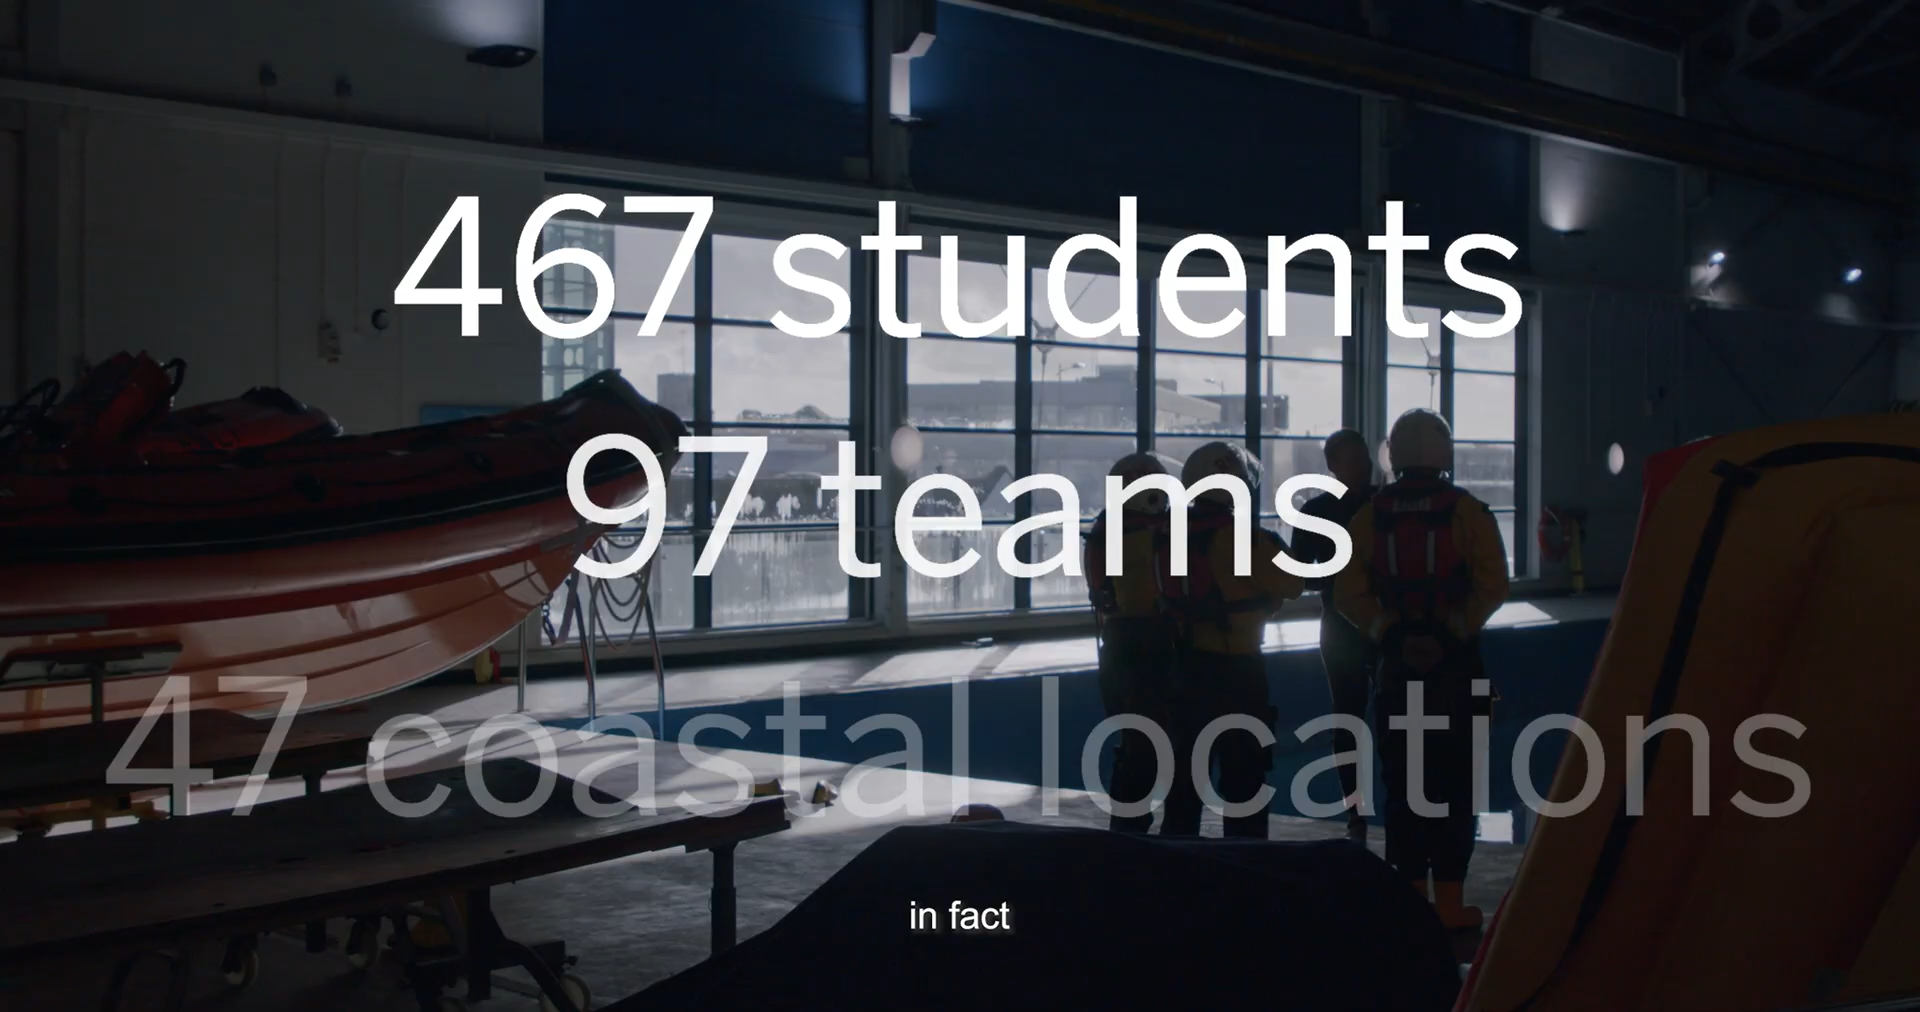 467 students
97 teams
47 coastal locations
in fact